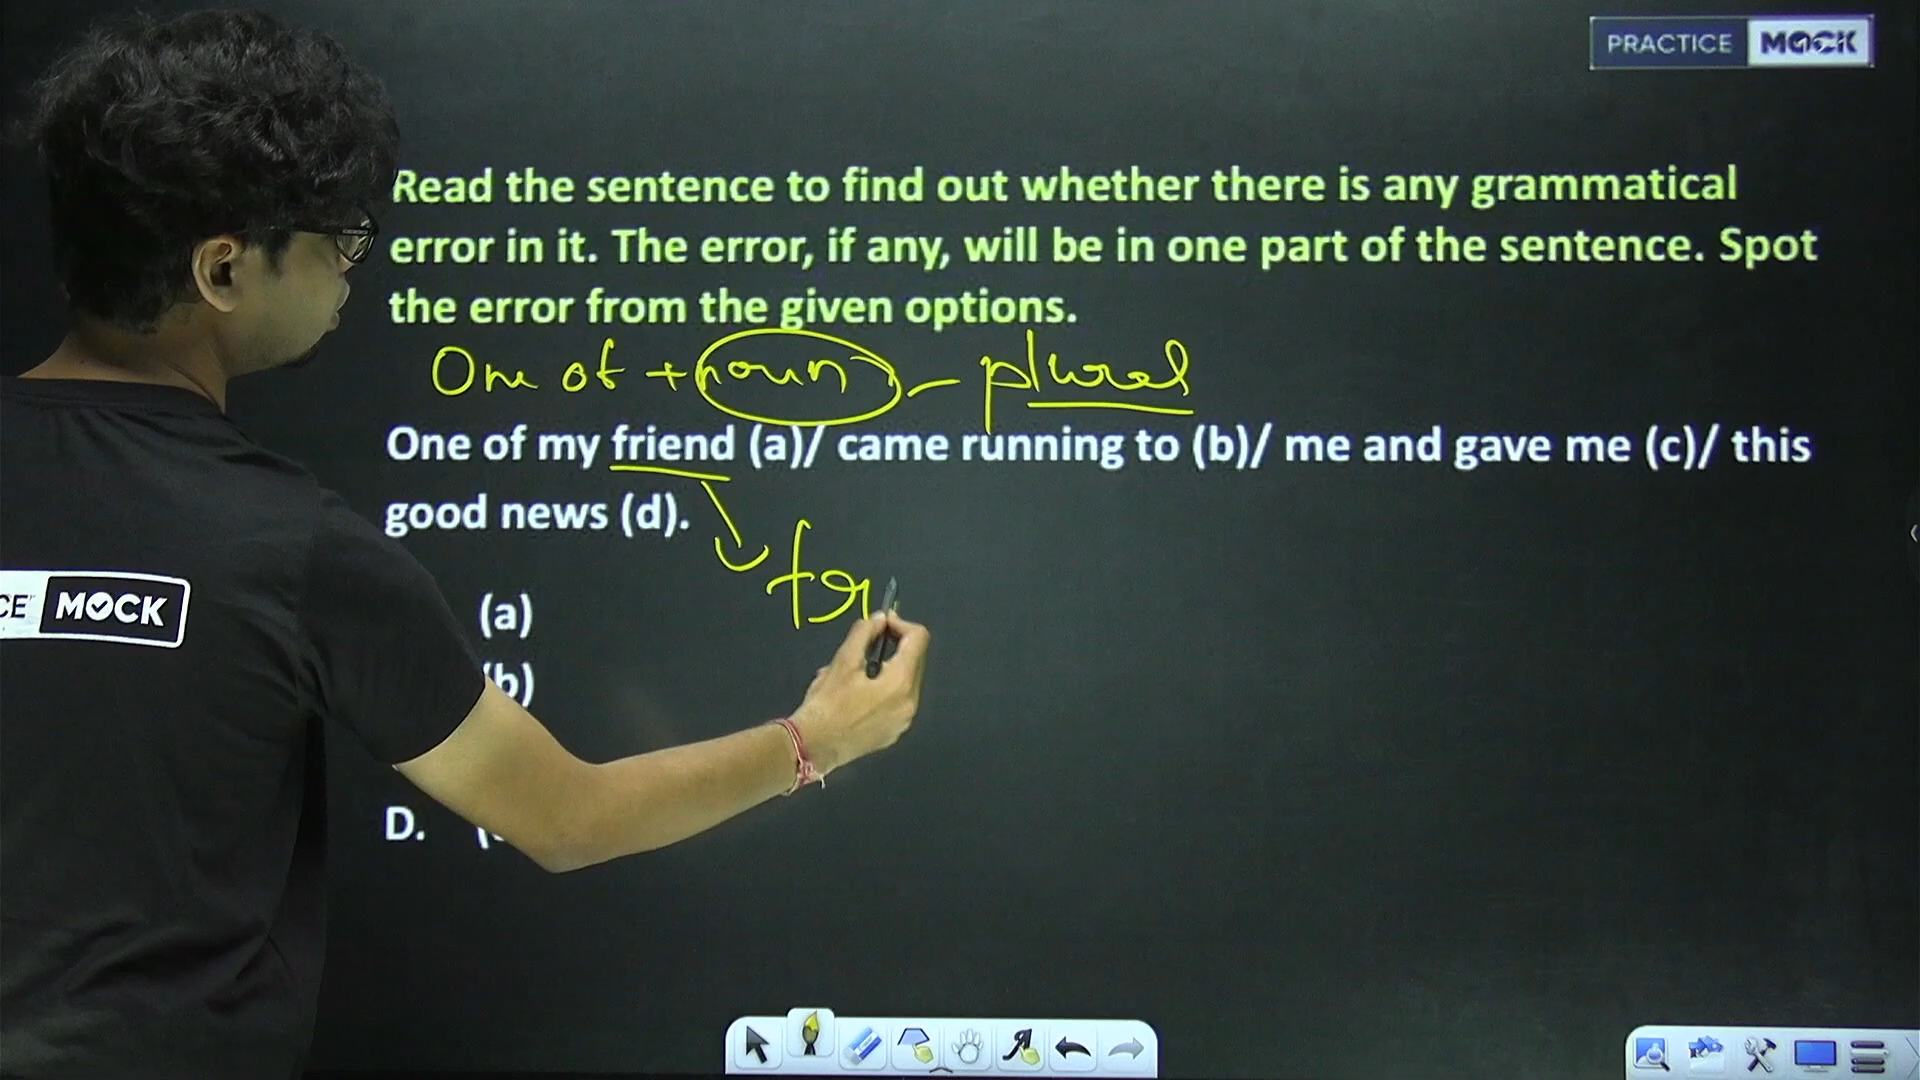 PRACTICE MOCK
Read the sentence to find out whether there is any grammatical
error in it. The error, if any, will be in one part of the sentence. Spot
the error from the given options.
One of + noun - plural
One of my friend (a)/ came running to (b)/ me and gave me (c)/ this
good news (d).
(a)
MOCK
(b)
D.